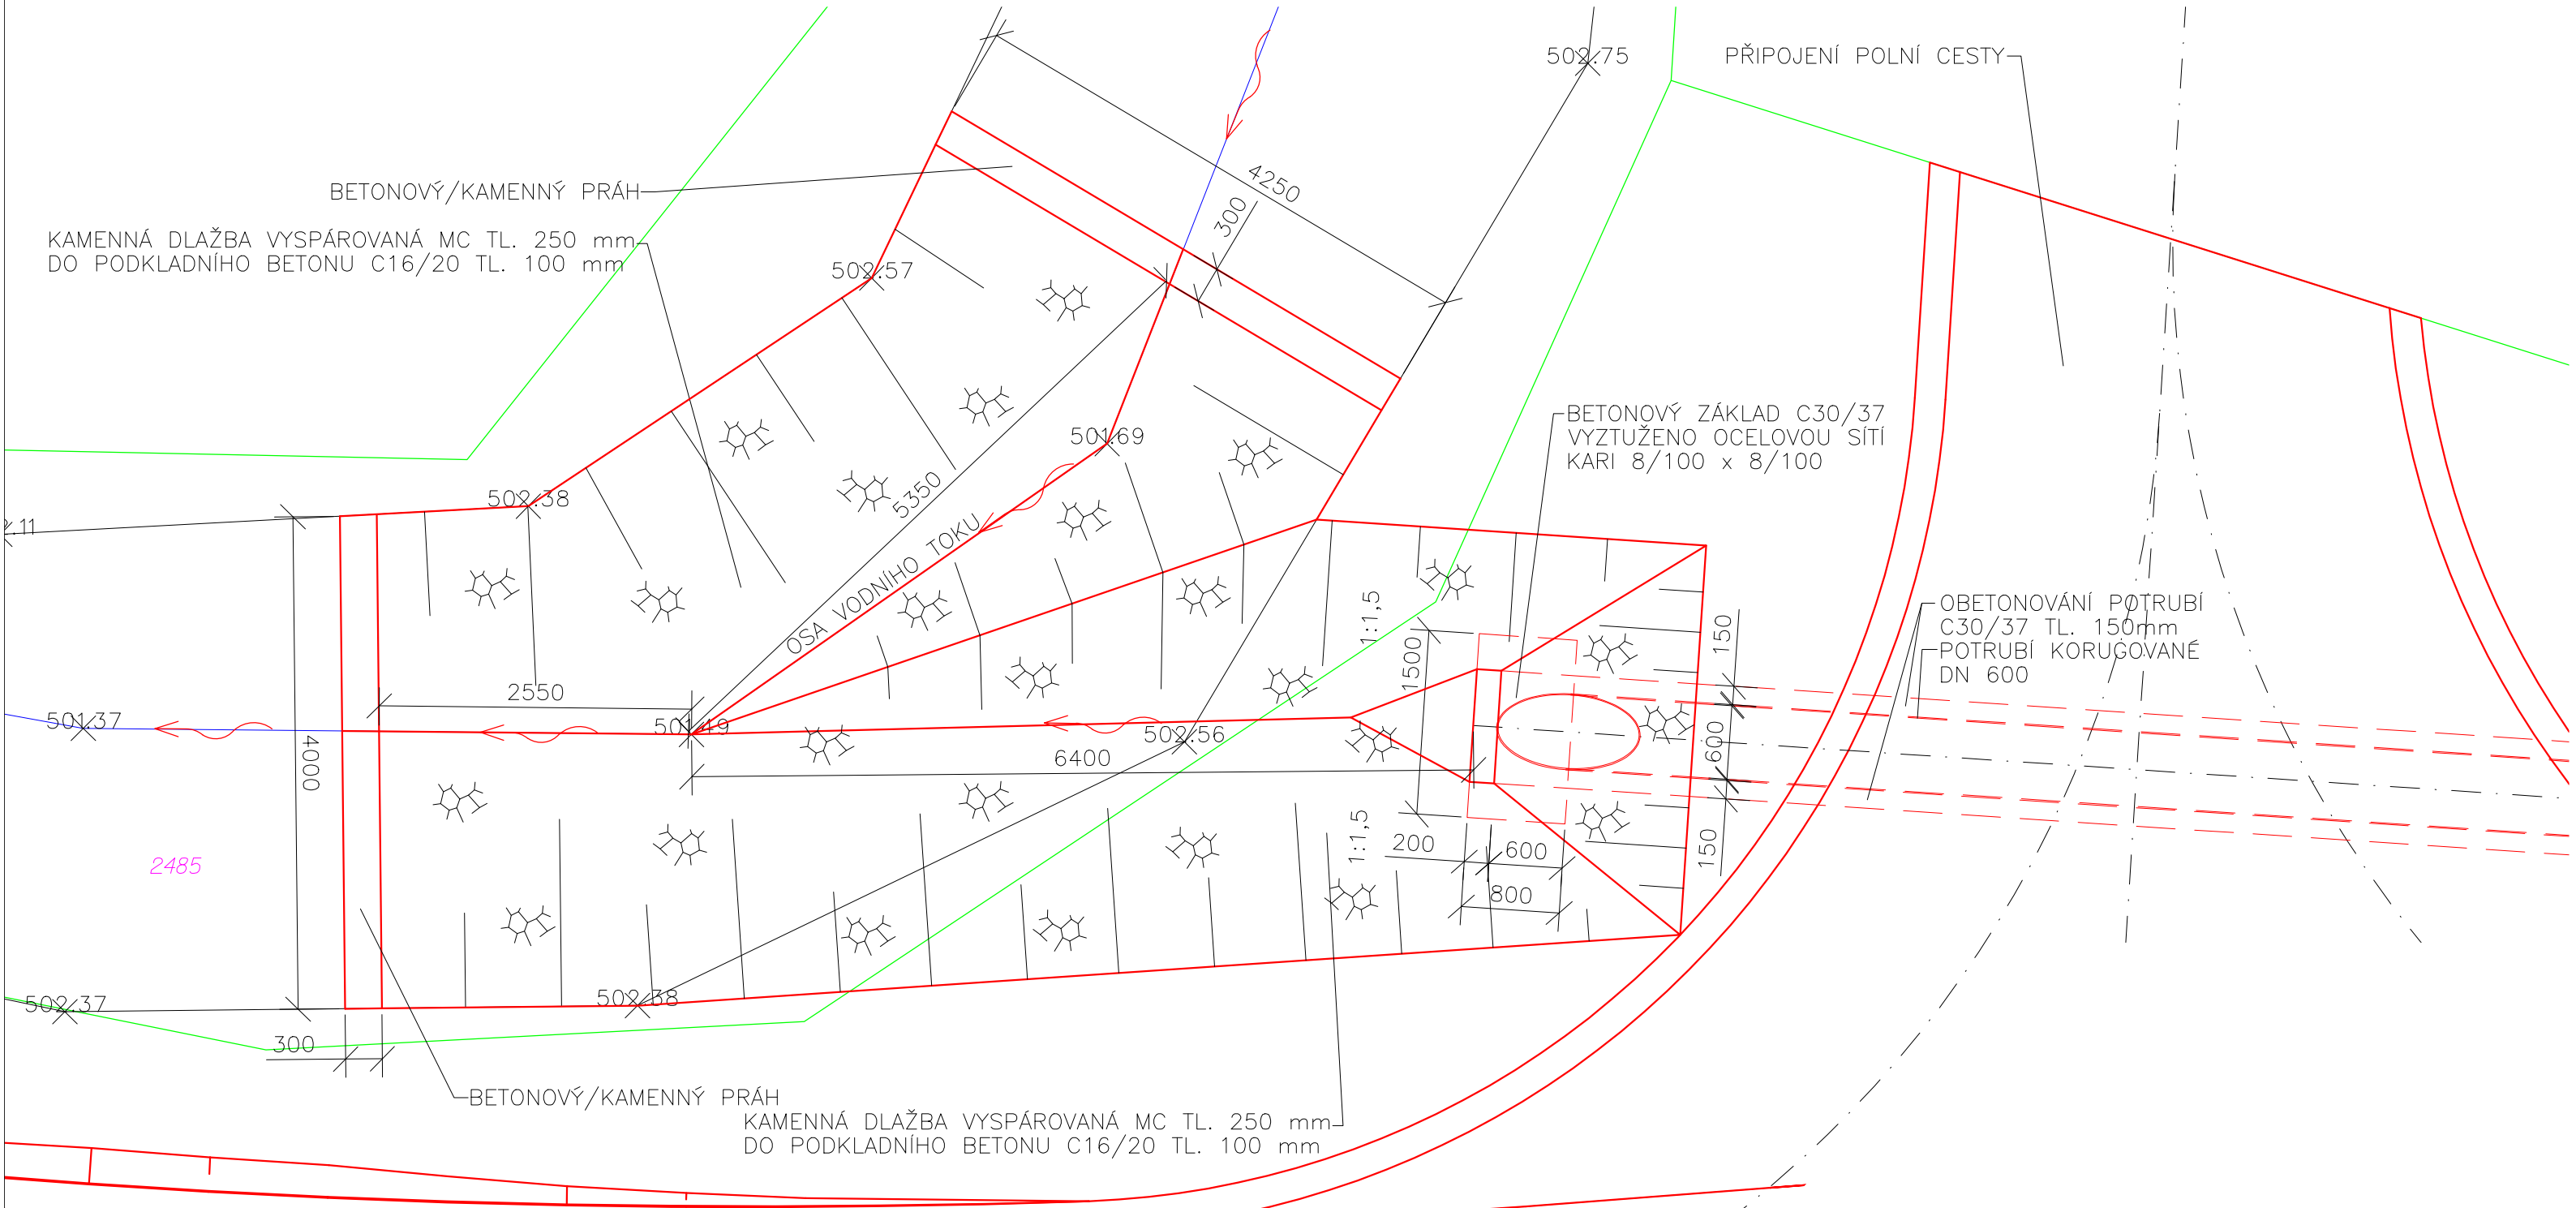 502.75
PŘIPOJENÍ POLNÍ CESTY
BETONOVÝ/KAMENNÝ PRÁH
4250
300
KAMENNÁ DLAŽBA VYSPÁROVANÁ MC TL. 250 mm
DO PODKLADNÍHO BETONU C16/20 TL. 100 mm
502.57
501.69
BETONOVÝ ZÁKLAD C30/37
VYZTUŽENO OCELOVOU SÍTÍ
KARI 8/100 x 8/100
502.38
5350
OSA VODNÍHO TOKU
1:1,5
1500
150
OBETONOVÁNÍ POTRUBÍ
C30/37 TL. 150mm
POTRUBÍ KORUGOVANÉ
DN 600
2550
501.37
501.49
502.56
600
4000
6400
1:1,5
200
600
150
800
2485
502.37
502.38
300
BETONOVÝ/KAMENNÝ PRÁH
KAMENNÁ DLAŽBA VYSPÁROVANÁ MC TL. 250 mm
DO PODKLADNÍHO BETONU C16/20 TL. 100 mm